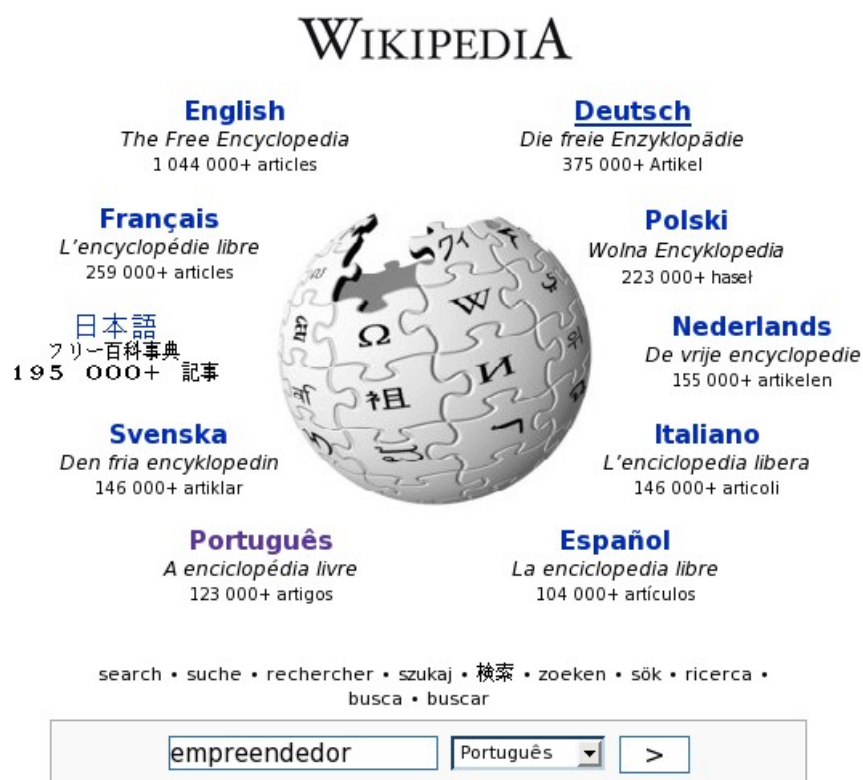 WIKIPEDIA
English
The Free Encyclopedia
1 044 000+ articles
Deutsch
Die freie Enzyklopädie
375 000+ Artikel
Français
L'encyclopédie libre
259 000+ articles
Polski
Wolna Encyklopedia
223 000+ haseł
日本語
フリー百科事典
195 000+ 記事
Nederlands
De vrije encyclopedie
155 000+ artikelen
Svenska
Den fria encyklopedin
146 000+ artiklar
Italiano
L'enciclopedia libera
146 000+ articoli
Português
A enciclopédia livre
123 000+ artigos
Español
La enciclopedia libre
104 000+ artículos
Ω
W
И
祖
ワイ
search • suche • rechercher • szukaj • 検索 • zoeken • sök • ricerca •
busca • buscar
empreendedor
Português
>